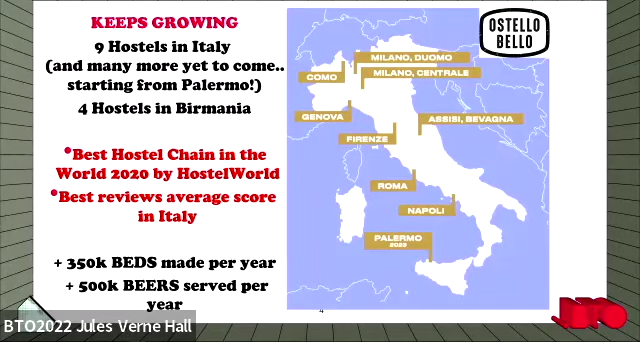 KEEPS GROWING
9 Hostels in Italy
(and many more yet to come..
starting from Palermo!)
4 Hostels in Birmania
*Best Hostel Chain in the
World 2020 by HostelWorld
*Best reviews average score
in Italy
+ 350k BEDS made per year
+ 500k BEERS served per
year
OSTELLO
BELLO
MILANO, DUOMO
MILANO, CENTRALE
COMO
GENOVA
ASSISI, BEVAGNA
FIRENZE
ROMA
NAPOLI
PALERMO
4
BTO2022 Jules Verne Hall
BTO